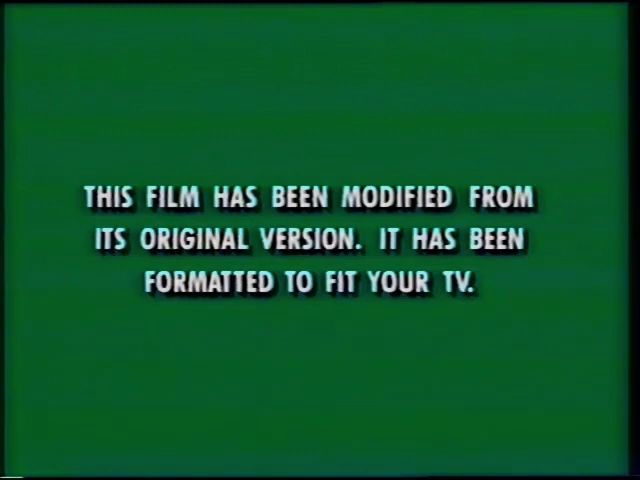 THIS FILM HAS BEEN MODIFIED FROM
ITS ORIGINAL VERSION. IT HAS BEEN
FORMATTED TO FIT YOUR TV.